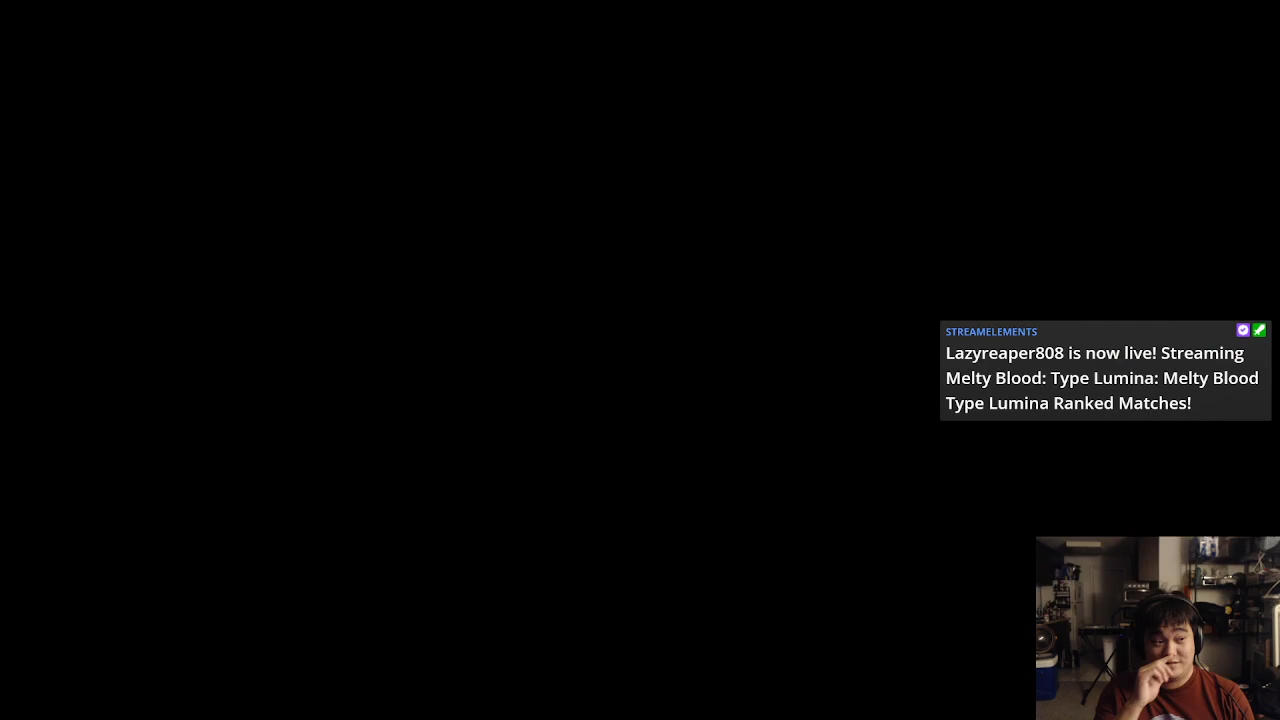 STREAMELEMENTS
Lazyreaper808 is now live! Streaming
Melty Blood: Type Lumina: Melty Blood
Type Lumina Ranked Matches!